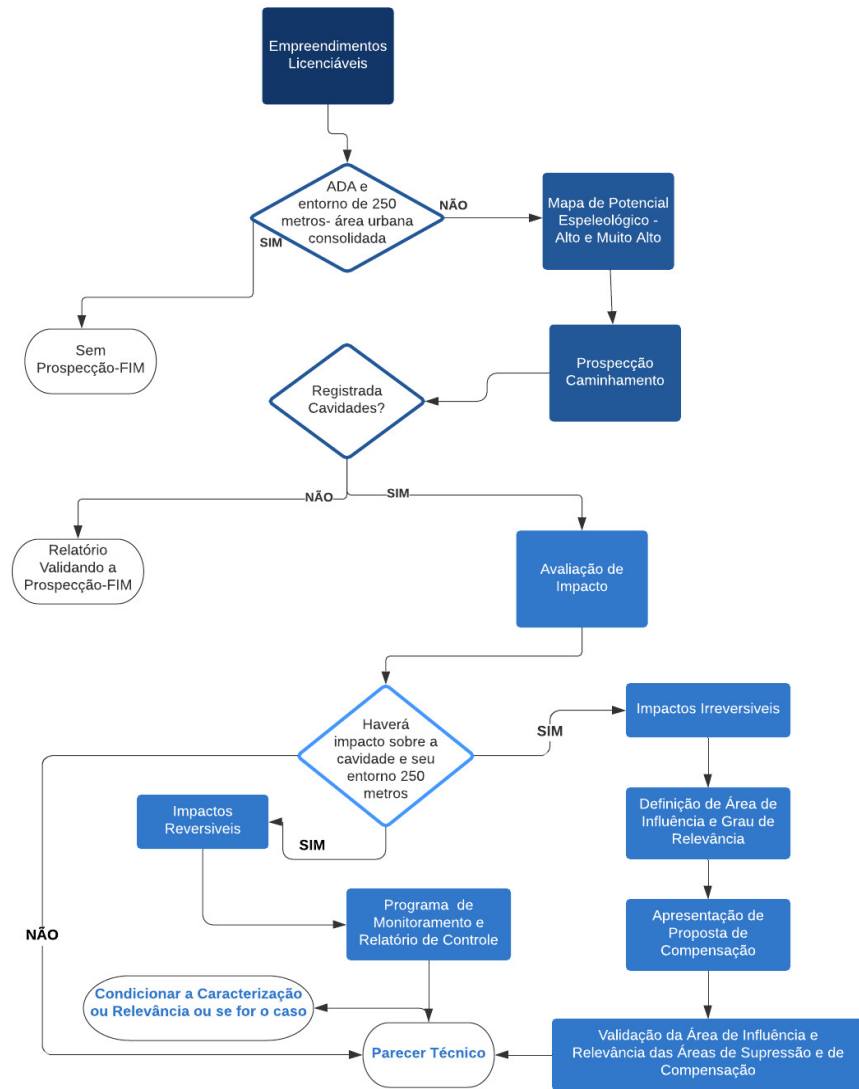 Empreendimentos
Licenciáveis
ADA e
entorno de 250
metros- área urbana
consolidada
NÃO
SIM
Mapa de Potencial
Espeleológico -
Alto e Muito Alto
Sem
Prospecção-FIM
Prospecção
Caminhamento
Registrada
Cavidades?
NÃO
SIM
Relatório
Validando a
Prospecção-FIM
Avaliação de
Impacto
Haverá
impacto sobre a
cavidade e seu
entorno 250
metros
SIM
Impactos Irreversiveis
Impactos
Reversiveis
SIM
Definição de Área de
Influência e Grau de
Relevância
Programa de
Monitoramento e
Relatório de Controle
Apresentação de
Proposta de
Compensação
NÃO
Condicionar a Caracterização
ou Relevância ou se for o caso
Parecer Técnico
Validação da Área de Influência e
Relevância das Áreas de Supressão e de
Compensação